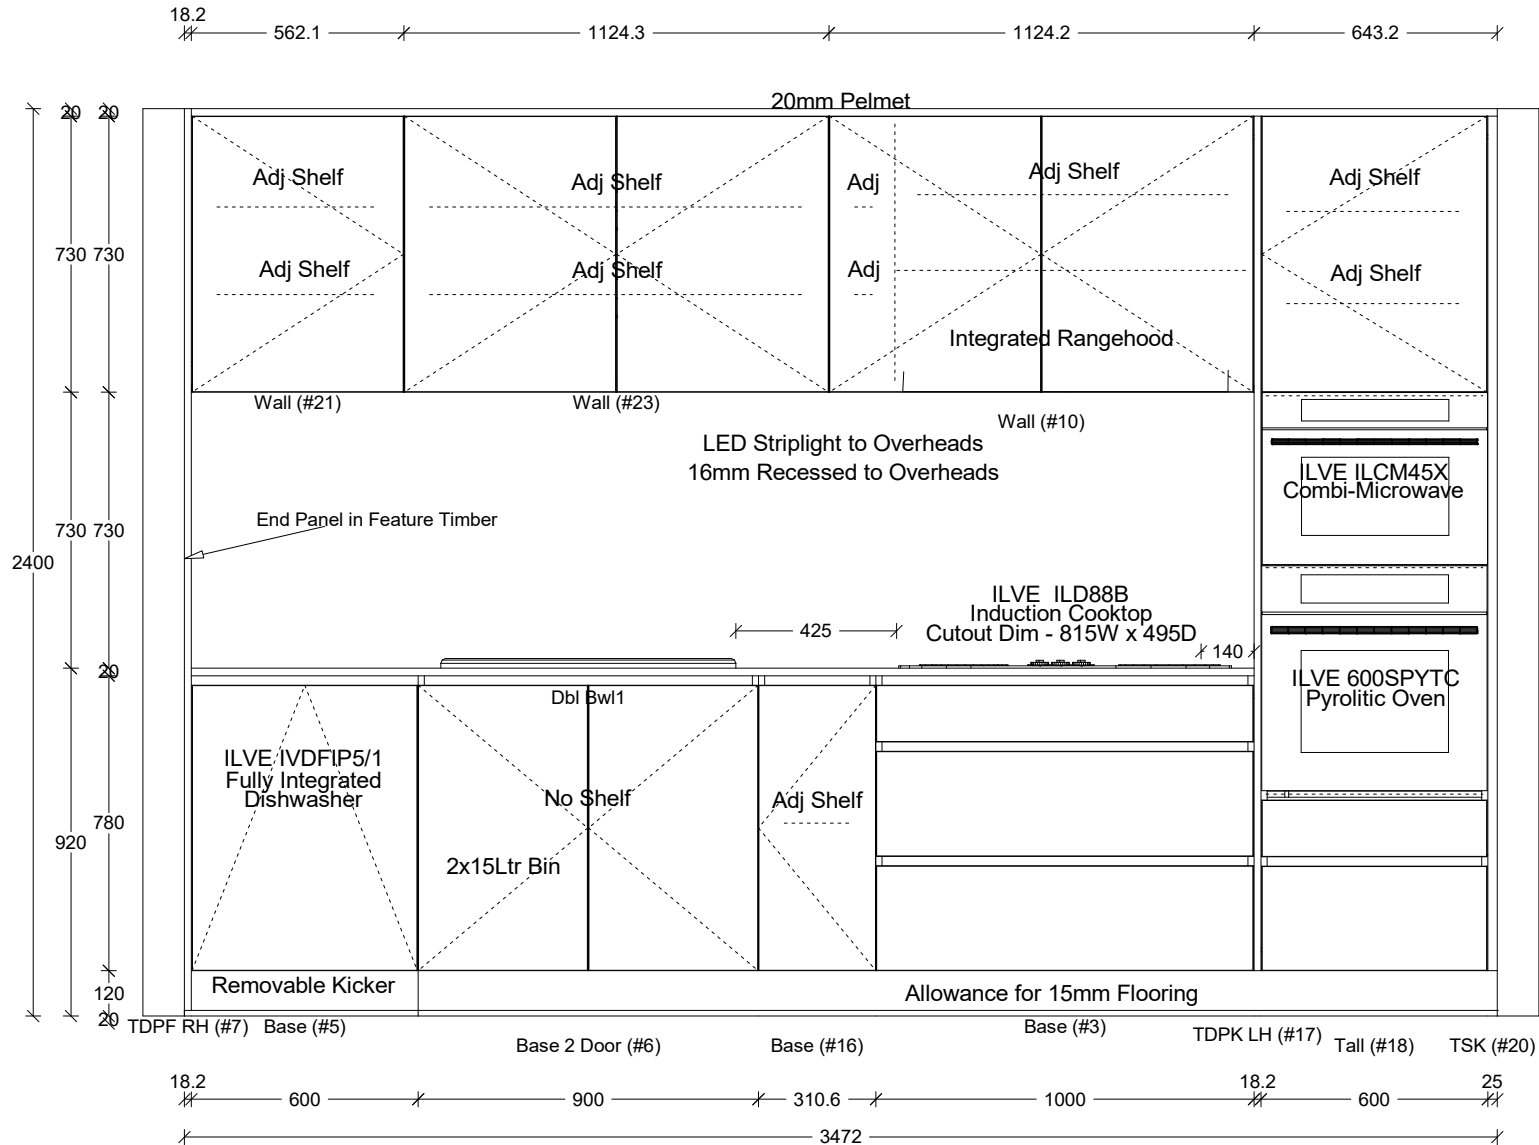 18.2
562.1
1124.3
1124.2
643.2
20mm Pelmet
20
20
Adj Shelf
Adj Shelf
Adj
Adj Shelf
Adj Shelf
730
730
Adj Shelf
Adj Shelf
Adj
Adj Shelf
Integrated Rangehood
Wall (#21)
Wall (#23)
Wall (#10)
LED Striplight to Overheads
16mm Recessed to Overheads
ILVE ILCM45X
Combi-Microwave
End Panel in Feature Timber
730
730
2400
ILVE ILD88B
Induction Cooktop
Cutout Dim - 815W x 495D
425
140
20
ILVE 600SPYTC
Pyrolitic Oven
Dbl Bwl1
ILVE IVDFIP5/1
Fully Integrated
Dishwasher
No Shelf
Adj Shelf
780
920
2x15Ltr Bin
Removable Kicker
Allowance for 15mm Flooring
120
20
TDPF RH (#7)
Base (#5)
Base 2 Door (#6)
Base (#16)
Base (#3)
TDPK LH (#17)
Tall (#18)
TSK (#20)
18.2
600
900
310.6
1000
18.2
600
25
3472